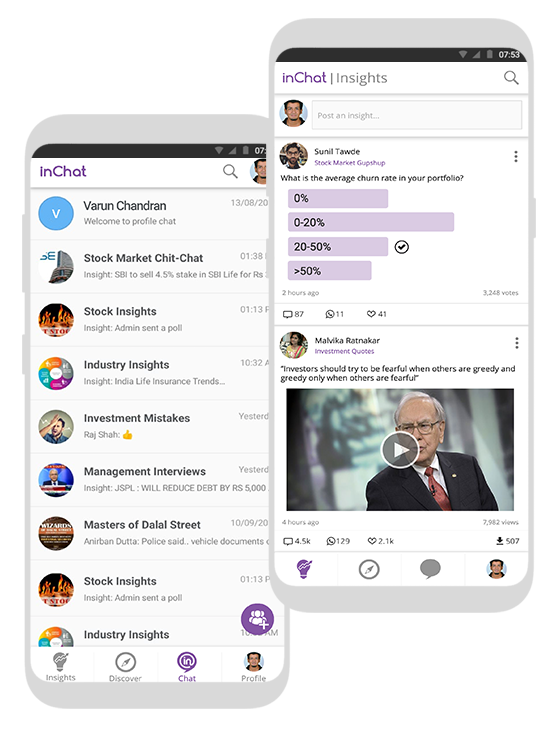 07:
inChat
V
Varun Chandran
13/08/20
Welcome to profile chat
Stock Market Chit-Chat
01:38
Insight: SBI to sell 4.5% stake in SBI Life for Rs
Stock Insights
01:13 P
Insight: Admin sent a poll
Industry Insights
10:32
Insight: India Life Insurance Trends...
Investment Mistakes
Yesterd
Raj Shah: 👍
Management Interviews
Yesterd
Insight: JSPL : WILL REDUCE DEBT BY RS 5,000
WIZARDS
OF DALAL STREET
Masters of Dalal Street
10/09/20
Anirban Dutta: Police said.. vehicle documents
Stock Insights
01:13 P
Insight: Admin sent a poll
Industry Insights
AM
Insights
Discover
Chat
Profile
07:53
inChat | Insights
Post an insight...
Sunil Tawde
Stock Market Gupshup
What is the average churn rate in your portfolio?
0%
0-20%
20-50%
>50%
2 hours ago
3,248 votes
87
11
41
Malvika Ratnakar
Investment Quotes
“Investors should try to be fearful when others are greedy and
greedy only when others are fearful”
4 hours ago
7,982 views
4.5k
129
2.1k
507